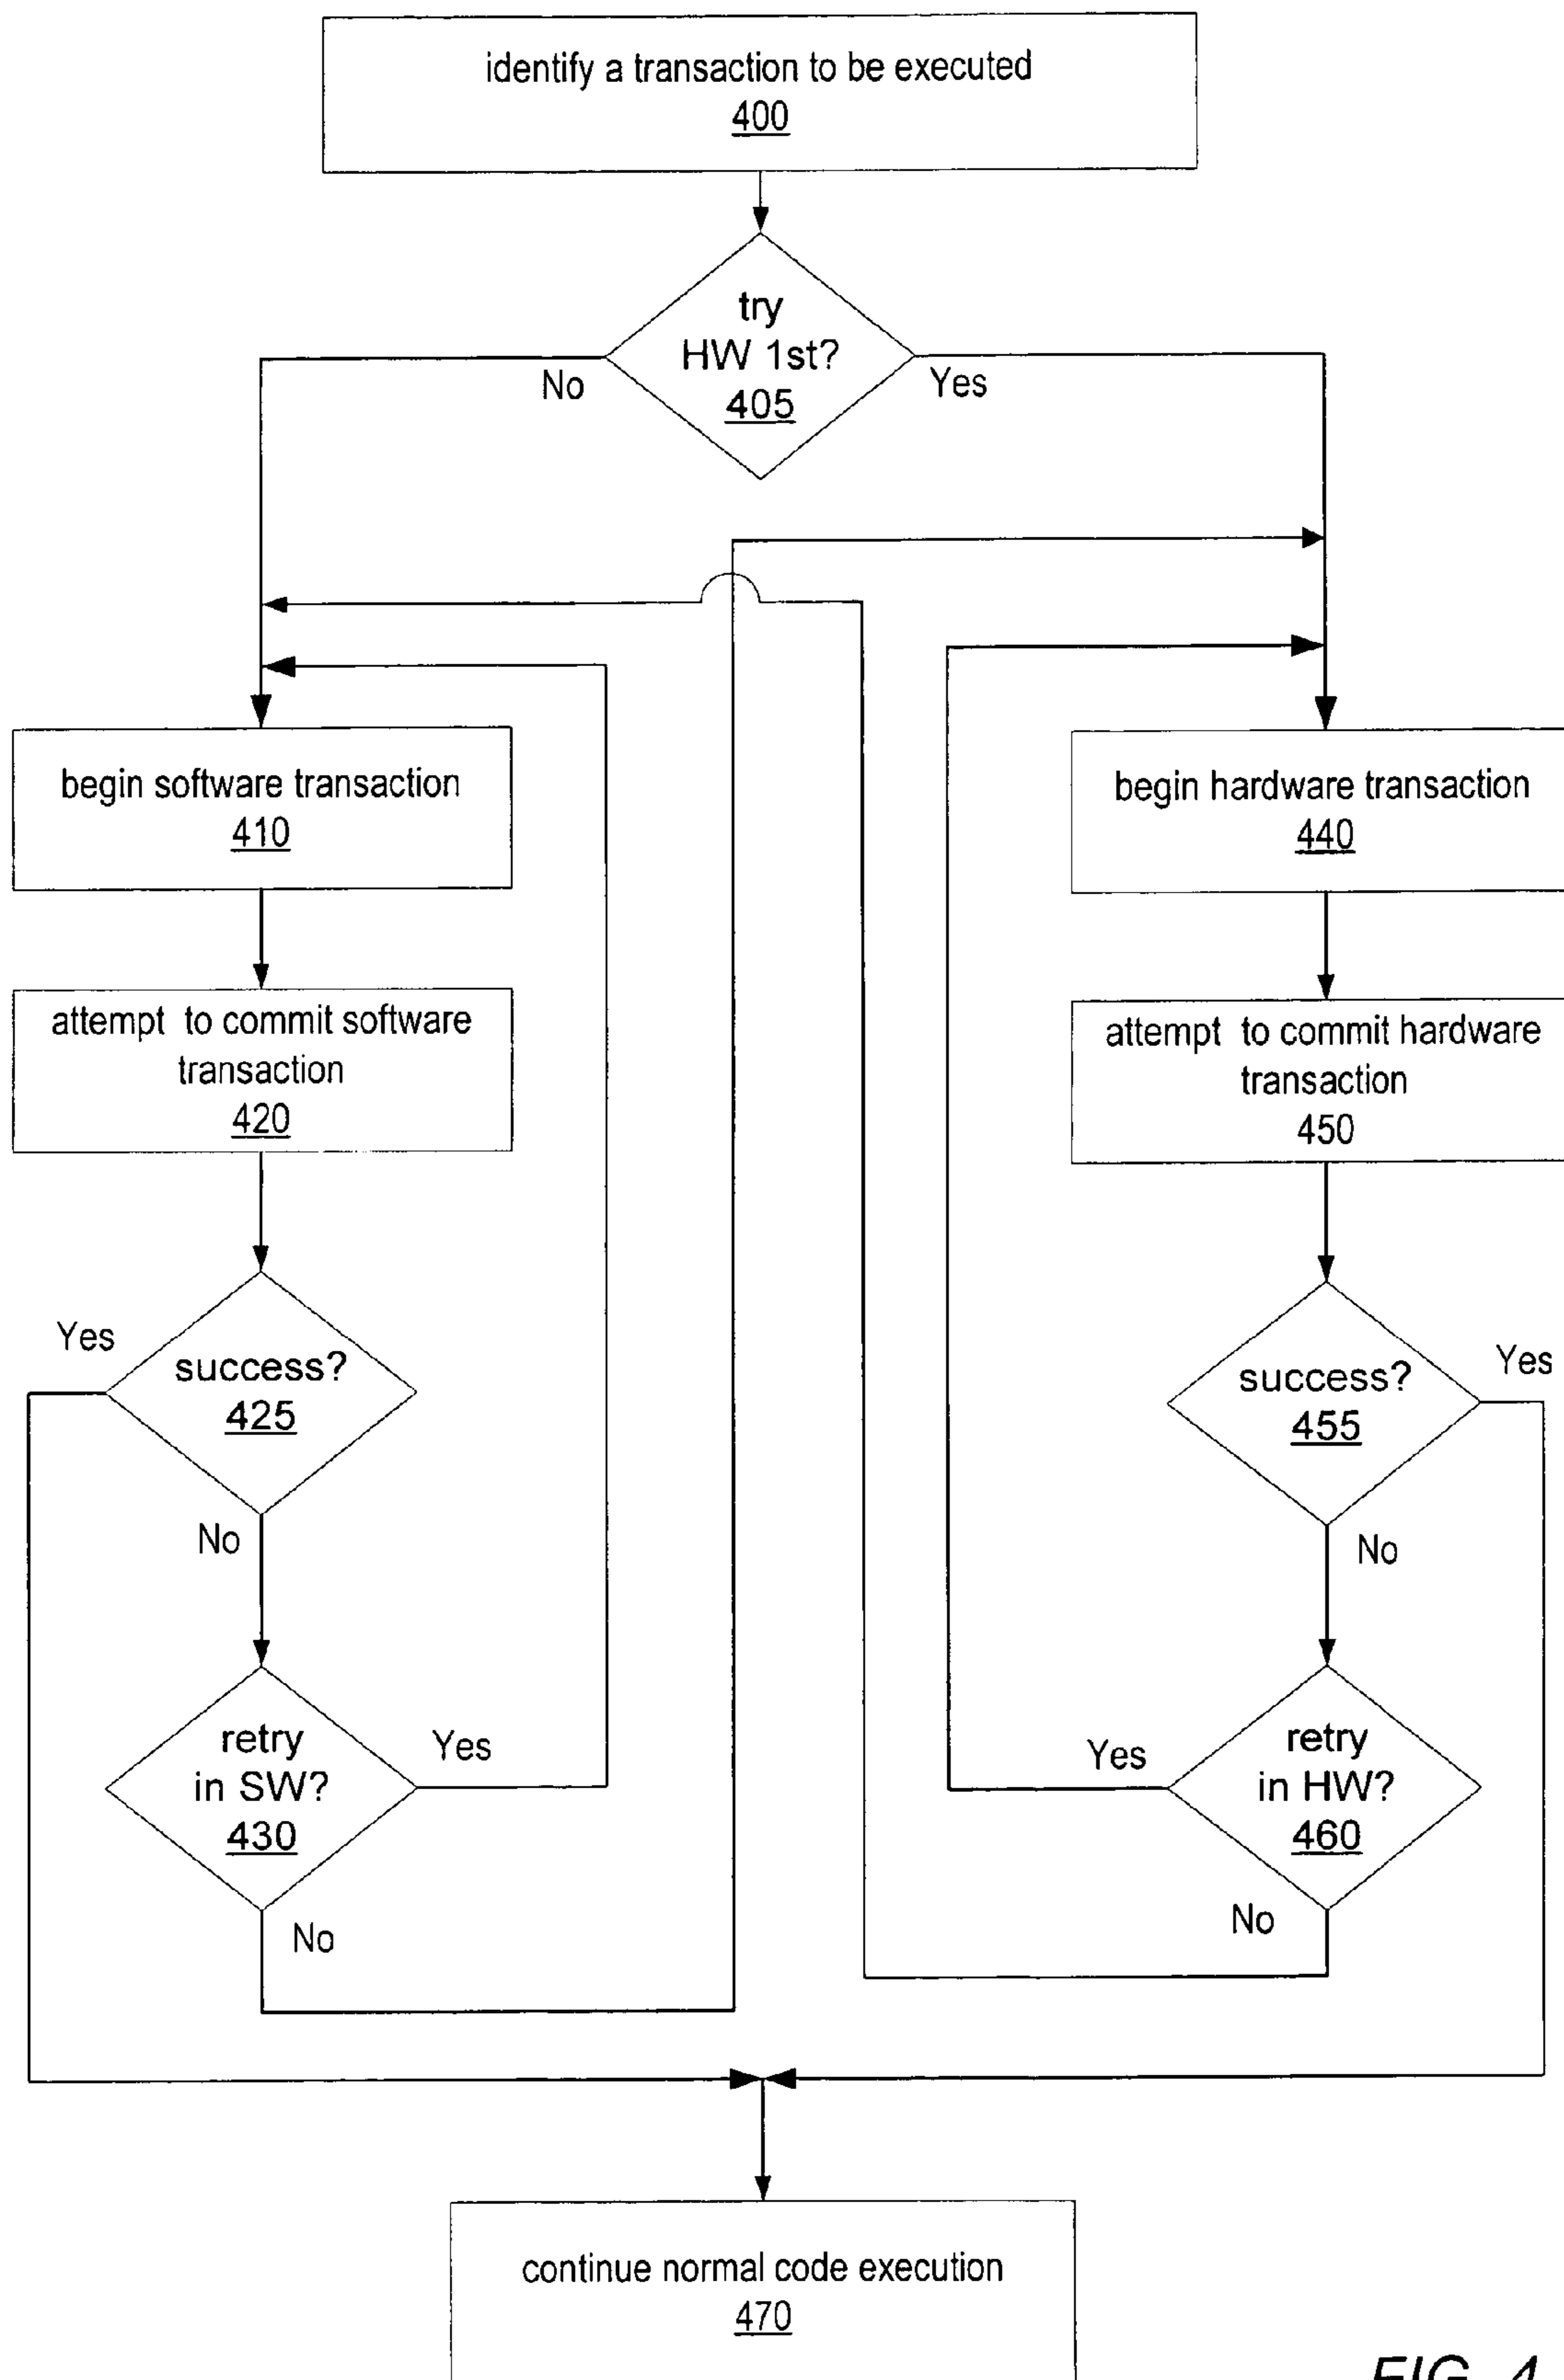 identify a transaction to be executed
400
try
HW 1st?
405
No
Yes
begin software transaction
410
begin hardware transaction
440
attempt to commit software
transaction
420
attempt to commit hardware
transaction
450
Yes
success?
425
No
success?
455
Yes
No
retry
in SW?
430
Yes
No
Yes
retry
in HW?
460
No
continue normal code execution
470
FIG. 4